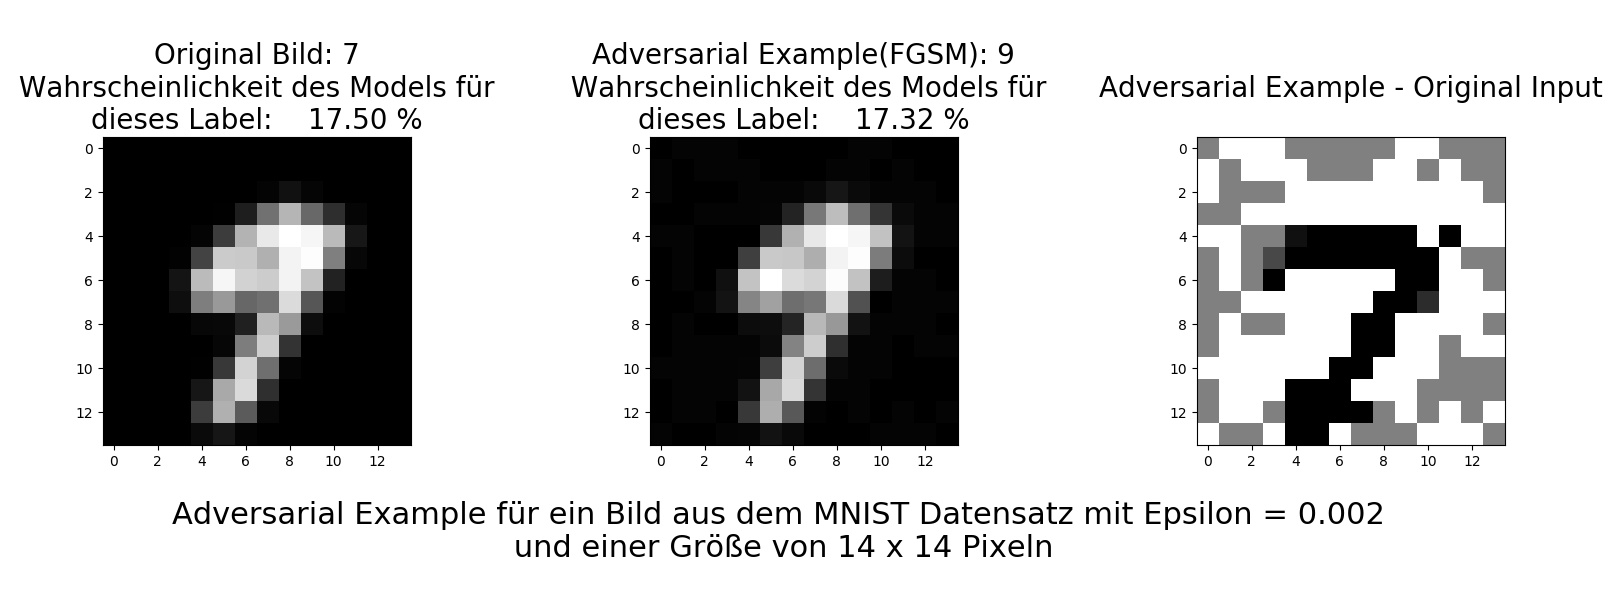 Original Bild: 7
Wahrscheinlichkeit des Models für
dieses Label: 17.50 %
Adversarial Example(FGSM): 9
Wahrscheinlichkeit des Models für
dieses Label: 17.32 %
Adversarial Example - Original Input
0
2
4
6
8
10
12
0 2 4 6 8 10 12
0
2
4
6
8
10
12
0 2 4 6 8 10 12
0
2
4
6
8
10
12
0 2 4 6 8 10 12
Adversarial Example für ein Bild aus dem MNIST Datensatz mit Epsilon = 0.002
und einer Größe von 14 x 14 Pixeln